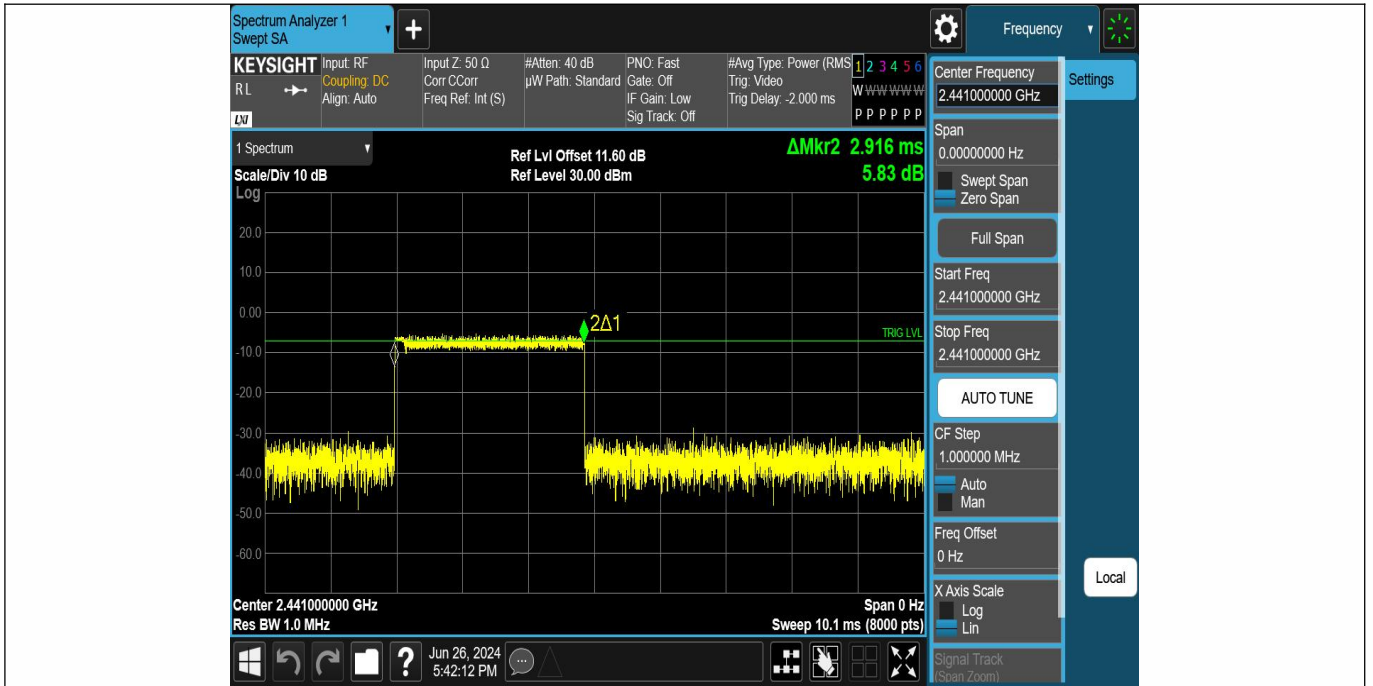 Spectrum Analyzer 1
Swept SA
Frequency
KEYSIGHT
RL
LXI
Input: RF
Coupling: DC
Align: Auto
Input Z: 50 Ω
Corr CCorr
Freq Ref: Int (S)
#Atten: 40 dB
µW Path: Standard
PNO: Fast
Gate: Off
IF Gain: Low
Sig Track: Off
#Avg Type: Power (RMS
Trig: Video
Trig Delay: -2.000 ms
1 2 3 4 5 6
W W W W W W
P P P P P P
1 Spectrum
Scale/Div 10 dB
Ref Lvl Offset 11.60 dB
Ref Level 30.00 dBm
ΔMkr2 2.916 ms
5.83 dB
Log
20.0
10.0
0.00
-10.0
-20.0
-30.0
-40.0
-50.0
-60.0
2Δ1
TRIG LVL
Center 2.441000000 GHz
Res BW 1.0 MHz
Span 0 Hz
Sweep 10.1 ms (8000 pts)
Jun 26, 2024
5:42:12 PM
Center Frequency
2.441000000 GHz
Settings
Span
0.00000000 Hz
Swept Span
Zero Span
Full Span
Start Freq
2.441000000 GHz
Stop Freq
2.441000000 GHz
AUTO TUNE
CF Step
1.000000 MHz
Auto
Man
Freq Offset
0 Hz
X Axis Scale
Log
Lin
Signal Track
(Span Zoom)
Local